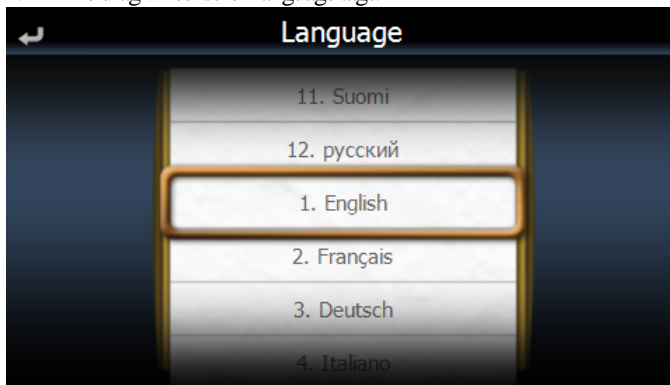 Language
11. Suomi
12. русский
1. English
2. Français
3. Deutsch
4. Italiano